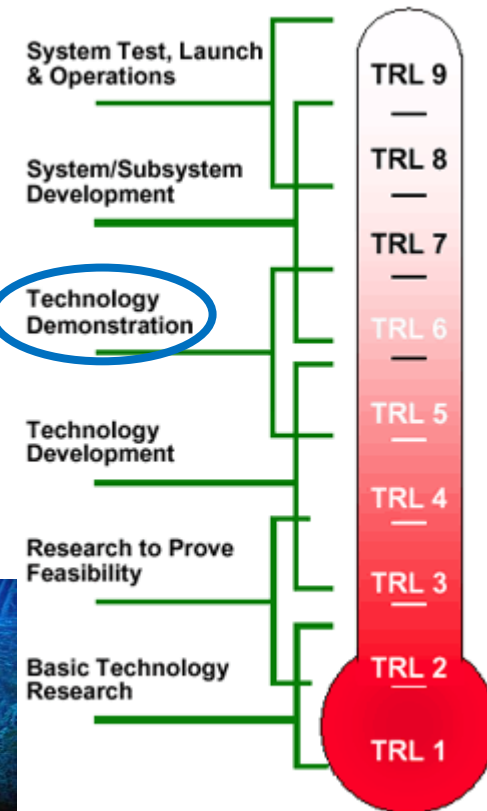 System Test, Launch
& Operations
System/Subsystem
Development
Technology
Demonstration
Technology
Development
Research to Prove
Feasibility
Basic Technology
Research
TRL 9
TRL 8
TRL 7
TRL 6
TRL 5
TRL 4
TRL 3
TRL 2
TRL 1